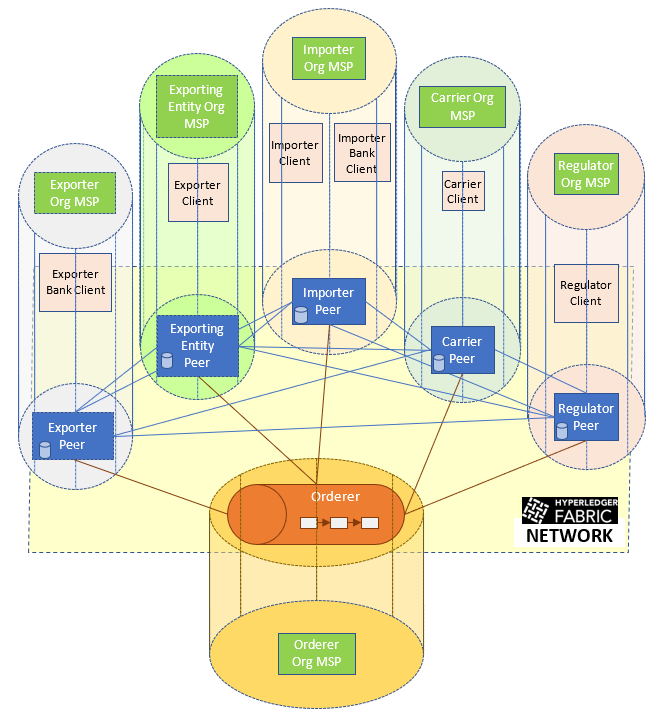 Importer
Org MSP
Exporting
Entity Org
MSP
Carrier Org
MSP
Importer
Client
Importer
Bank
Client
Regulator
Org MSP
Exporter
Org MSP
Exporter
Client
Carrier
Client
Exporter
Bank Client
Regulator
Client
Importer
Peer
Exporting
Entity
Peer
Carrier
Peer
Regulator
Peer
Exporter
Peer
Orderer
HYPERLEDGER
FABRIC
NETWORK
Orderer
Org MSP